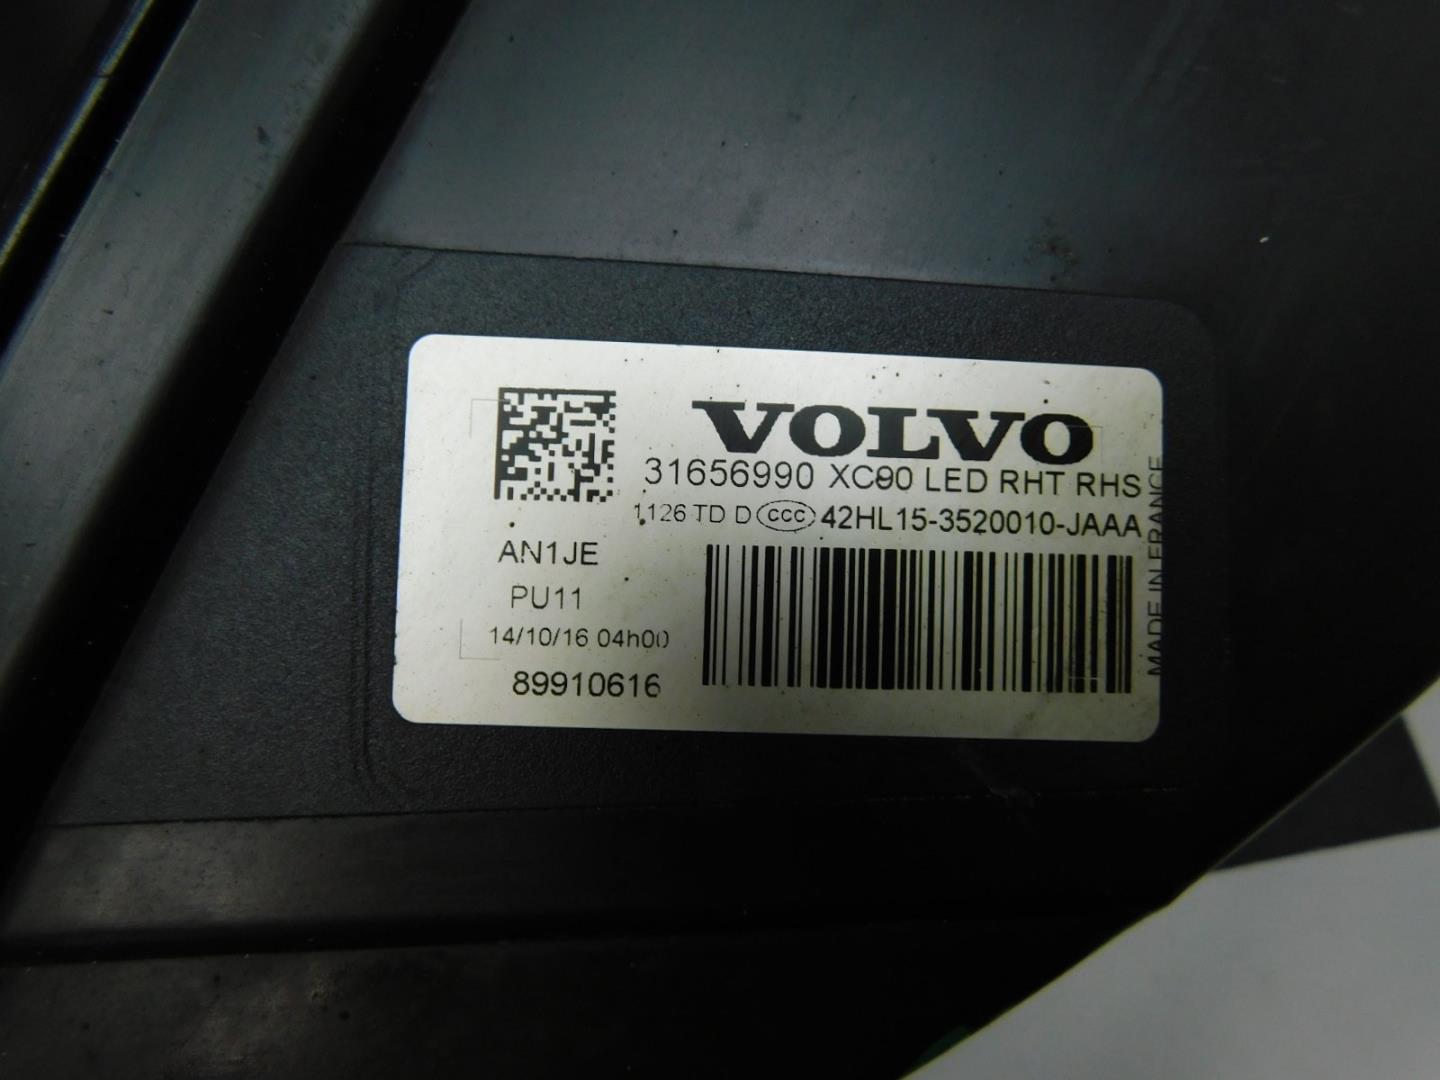 VOLVO
31656990 XC90 LED RHT RHS
1126 TD D CCC 42HL15-3520010-JAAA
AN1JE
PU11
14/10/16 04h00
89910616
MADE IN FRANCE